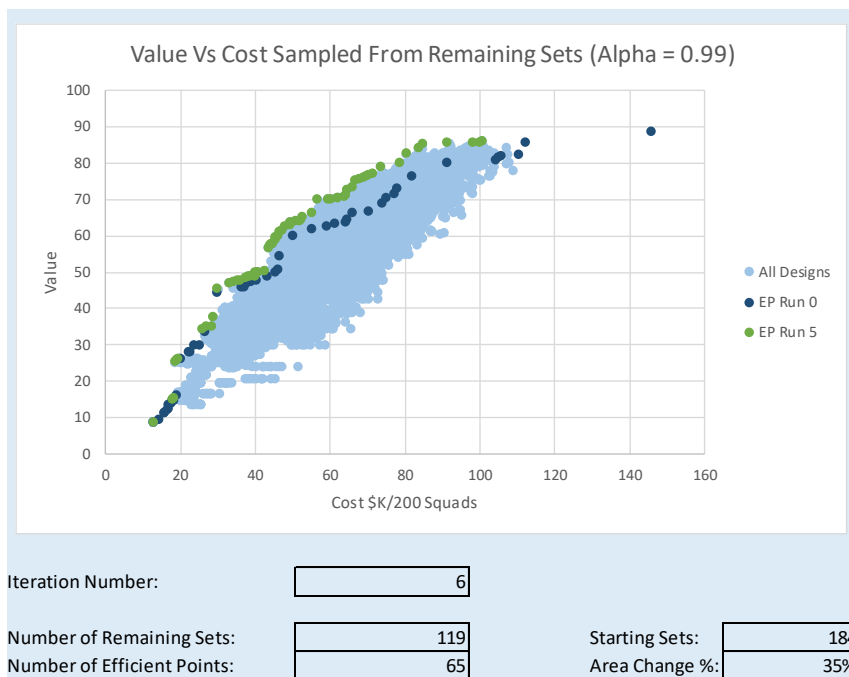 Value Vs Cost Sampled From Remaining Sets (Alpha = 0.99)
100
90
80
70
60
50
40
30
20
10
0
Value
0 20 40 60 80 100 120 140 160
Cost $K/200 Squads
All Designs
EP Run 0
EP Run 5
Iteration Number: 6
Number of Remaining Sets: 119 Starting Sets: 184
Number of Efficient Points: 65 Area Change %: 35%